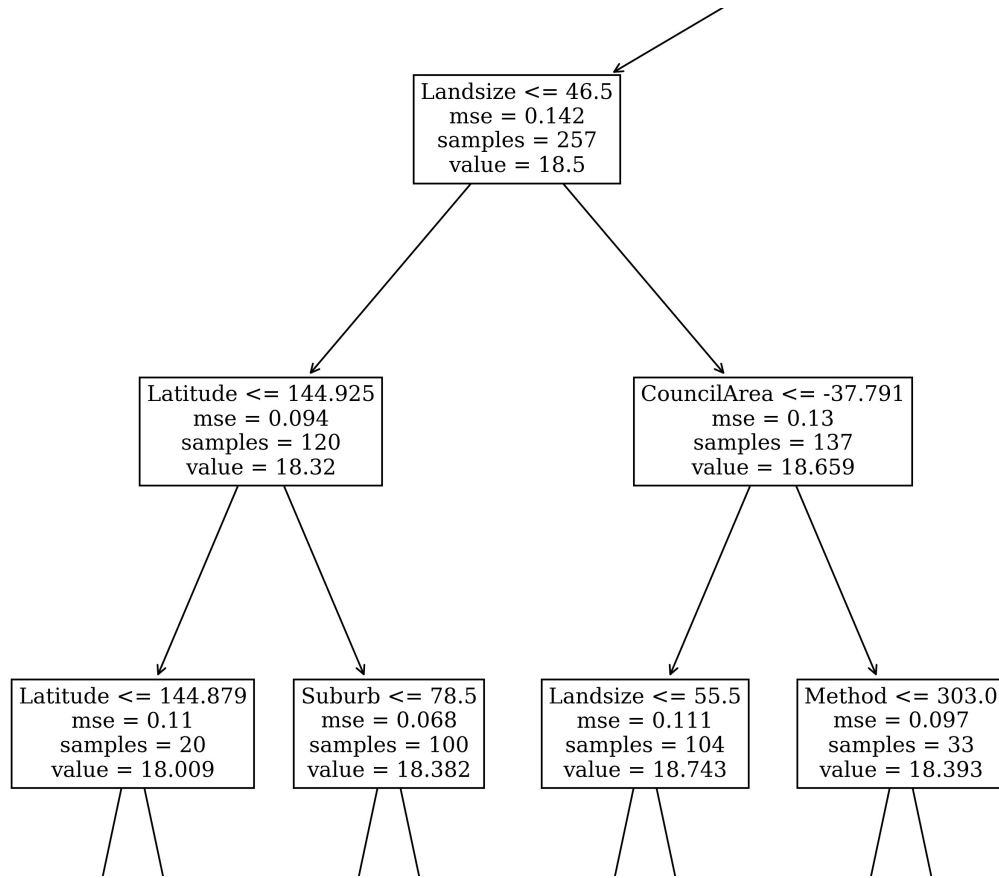 Landsize <= 46.5
mse = 0.142
samples = 257
value = 18.5
Latitude <= 144.925
mse = 0.094
samples = 120
value = 18.32
CouncilArea <= -37.791
mse = 0.13
samples = 137
value = 18.659
Latitude <= 144.879
mse = 0.11
samples = 20
value = 18.009
Suburb <= 78.5
mse = 0.068
samples = 100
value = 18.382
Landsize <= 55.5
mse = 0.111
samples = 104
value = 18.743
Method <= 303.0
mse = 0.097
samples = 33
value = 18.393